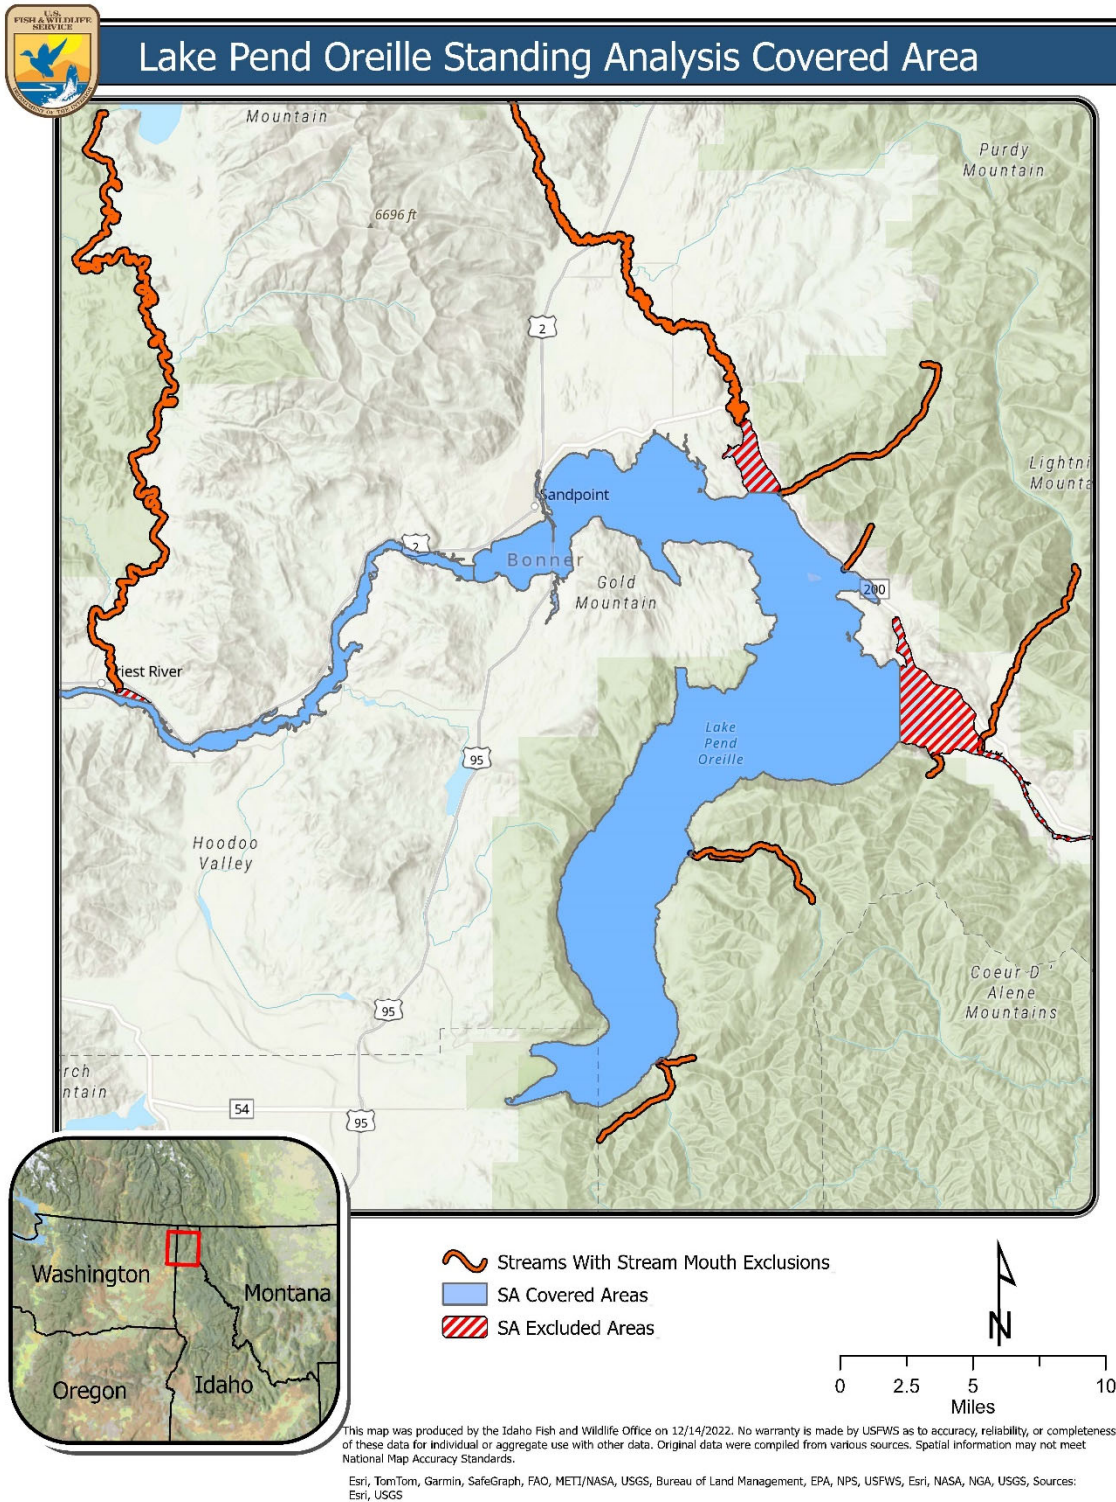 U.S.
FISH & WILDLIFE
SERVICE
DEPARTMENT OF THE INTERIOR
Lake Pend Oreille Standing Analysis Covered Area
Mountain
Purdy
Mountain
6696 ft
2
Lightni
Mounta
Sandpoint
2
Bonner
Gold
Mountain
200
riest River
Lake
Pend
Oreille
95
Hoodoo
Valley
Coeur D'
Alene
Mountains
95
rch
ntain
54
95
Washington
Montana
Oregon
Idaho
Streams With Stream Mouth Exclusions
SA Covered Areas
SA Excluded Areas
N
0 2.5 5 10
Miles
This map was produced by the Idaho Fish and Wildlife Office on 12/14/2022. No warranty is made by USFWS as to accuracy, reliability, or completeness
of these data for individual or aggregate use with other data. Original data were compiled from various sources. Spatial information may not meet
National Map Accuracy Standards.
Esri, TomTom, Garmin, SafeGraph, FAO, METI/NASA, USGS, Bureau of Land Management, EPA, NPS, USFWS, Esri, NASA, NGA, USGS, Sources:
Esri, USGS